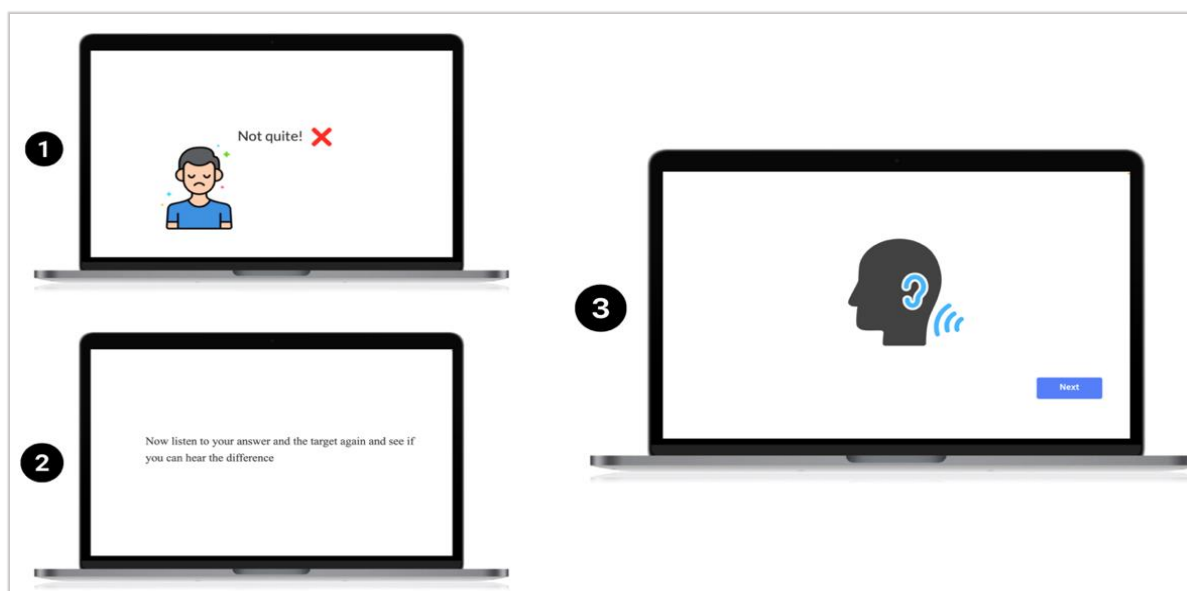 1
Not quite! ❌
2
Now listen to your answer and the target again and see if
you can hear the difference
3
Next